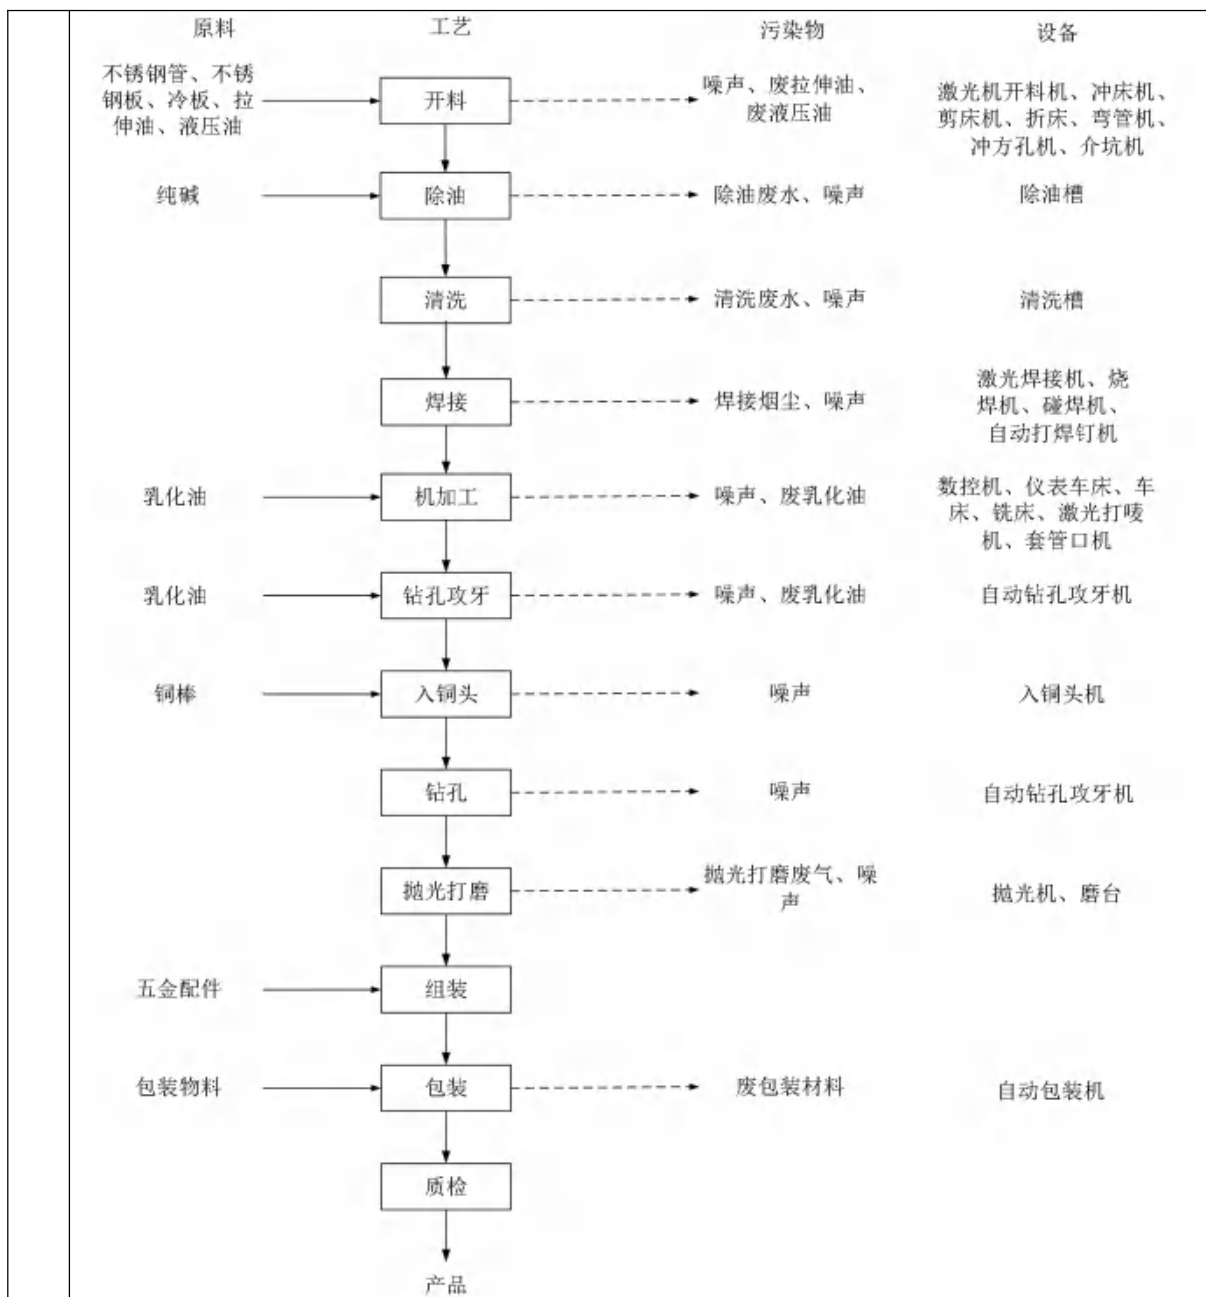 原料 工艺 污染物 设备
不锈钢管、不锈
钢板、冷板、拉
伸油、液压油
开料
噪声、废拉伸油、
废液压油
激光机开料机、冲床机、
剪床机、折床、弯管机、
冲方孔机、介坑机
纯碱 除油 除油废水、噪声 除油槽
清洗 清洗废水、噪声 清洗槽
焊接 焊接烟尘、噪声
激光焊接机、烧
焊机、碰焊机、
自动打焊钉机
乳化油 机加工 噪声、废乳化油
数控机、仪表车床、车
床、铣床、激光打唛
机、套管口机
乳化油 钻孔攻牙 噪声、废乳化油 自动钻孔攻牙机
铜棒 入铜头 噪声 入铜头机
钻孔 噪声 自动钻孔攻牙机
抛光打磨
抛光打磨废气、噪
声
抛光机、磨台
五金配件 组装
包装物料 包装 废包装材料 自动包装机
质检
产品